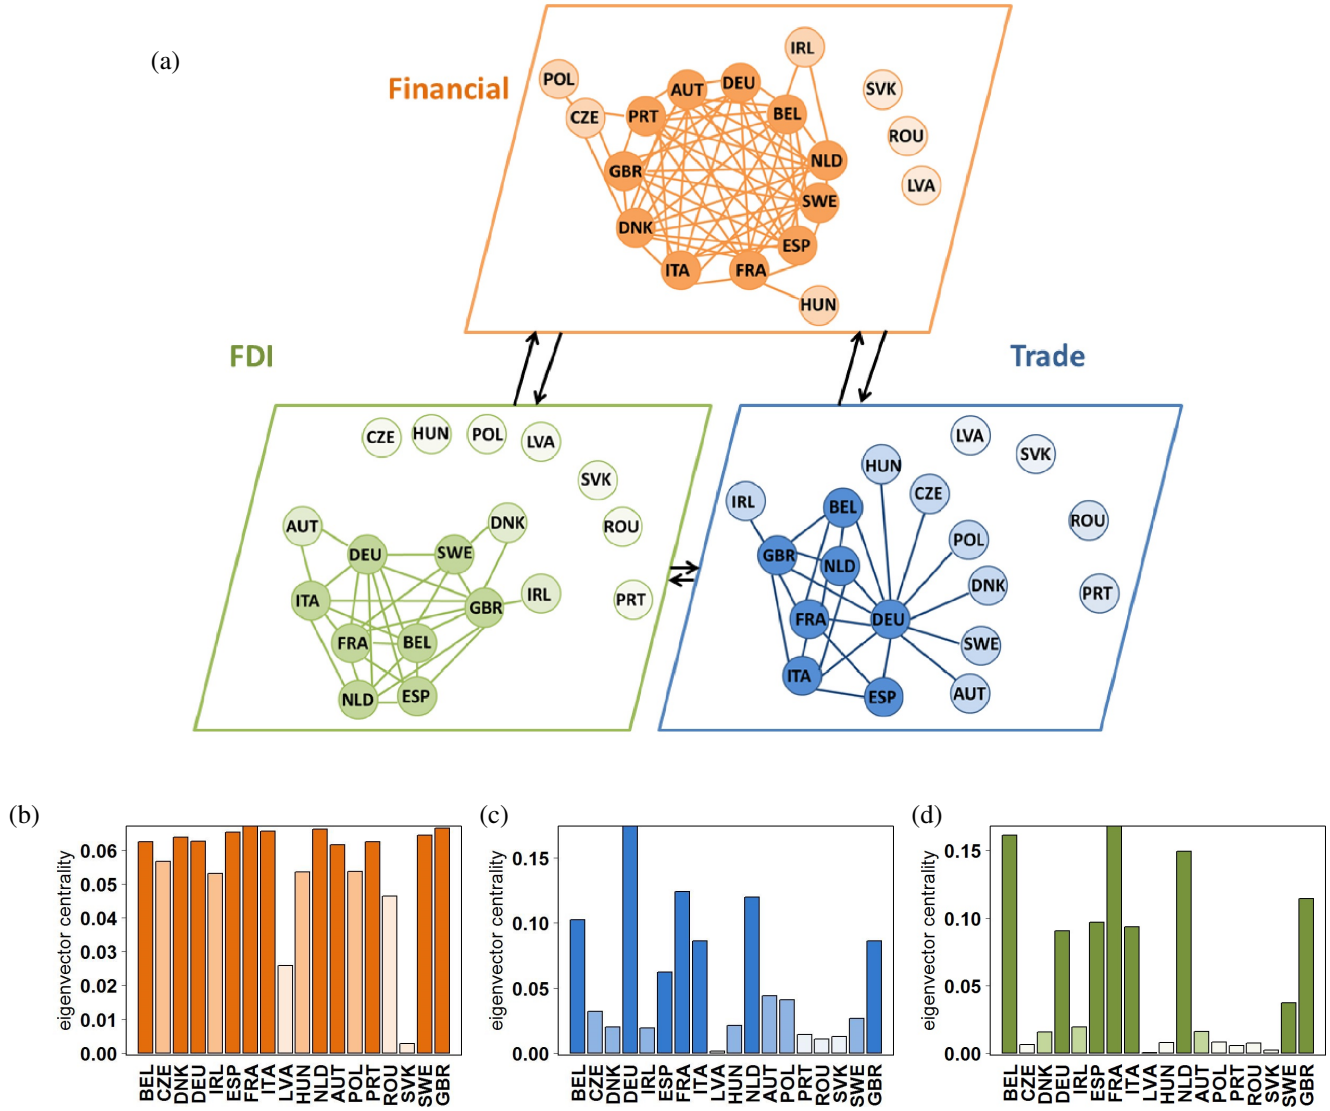 (a)
Financial
IRL
POL
SVK
DEU
AUT
CZE
PRT
BEL
ROU
NLD
GBR
LVA
SWE
DNK
ESP
ITA
FRA
HUN
FDI
Trade
CZE
HUN
POL
LVA
SVK
AUT
DNK
ROU
DEU
SWE
IRL
PRT
ITA
GBR
FRA
BEL
NLD
ESP
LVA
SVK
HUN
CZE
IRL
BEL
ROU
GBR
NLD
POL
DNK
PRT
FRA
DEU
SWE
ITA
ESP
AUT
(b)
eigenvector centrality
0.06
0.05
0.04
0.03
0.02
0.01
0.00
BEL
CZE
DNK
DEU
IRL
ESP
FRA
ITA
LVA
HUN
NLD
AUT
POL
PRT
ROU
SVK
SWE
GBR
(c)
eigenvector centrality
0.15
0.10
0.05
0.00
BEL
CZE
DNK
DEU
IRL
ESP
FRA
ITA
LVA
HUN
NLD
AUT
POL
PRT
ROU
SVK
SWE
GBR
(d)
eigenvector centrality
0.15
0.10
0.05
0.00
BEL
CZE
DNK
DEU
IRL
ESP
FRA
ITA
LVA
HUN
NLD
AUT
POL
PRT
ROU
SVK
SWE
GBR